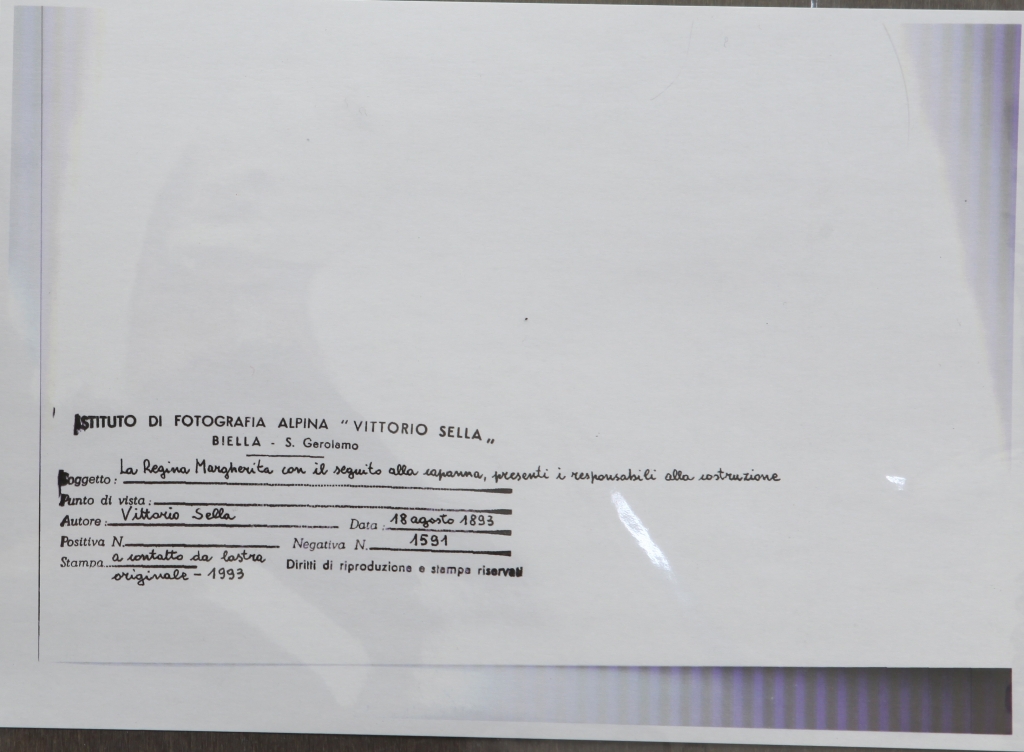 ISTITUTO DI FOTOGRAFIA ALPINA "VITTORIO SELLA„
BIELLA - S. Gerolamo
Soggetto: La Regina Margherita con il seguito alla capanna, presenti i responsabili alla costruzione
Punto di vista:
Autore: Vittorio Sella Data: 18 agosto 1893
Positiva N. Negativa N. 1591
Stampa a contatto da lastra
originale - 1993 Diritti di riproduzione e stampa riservati